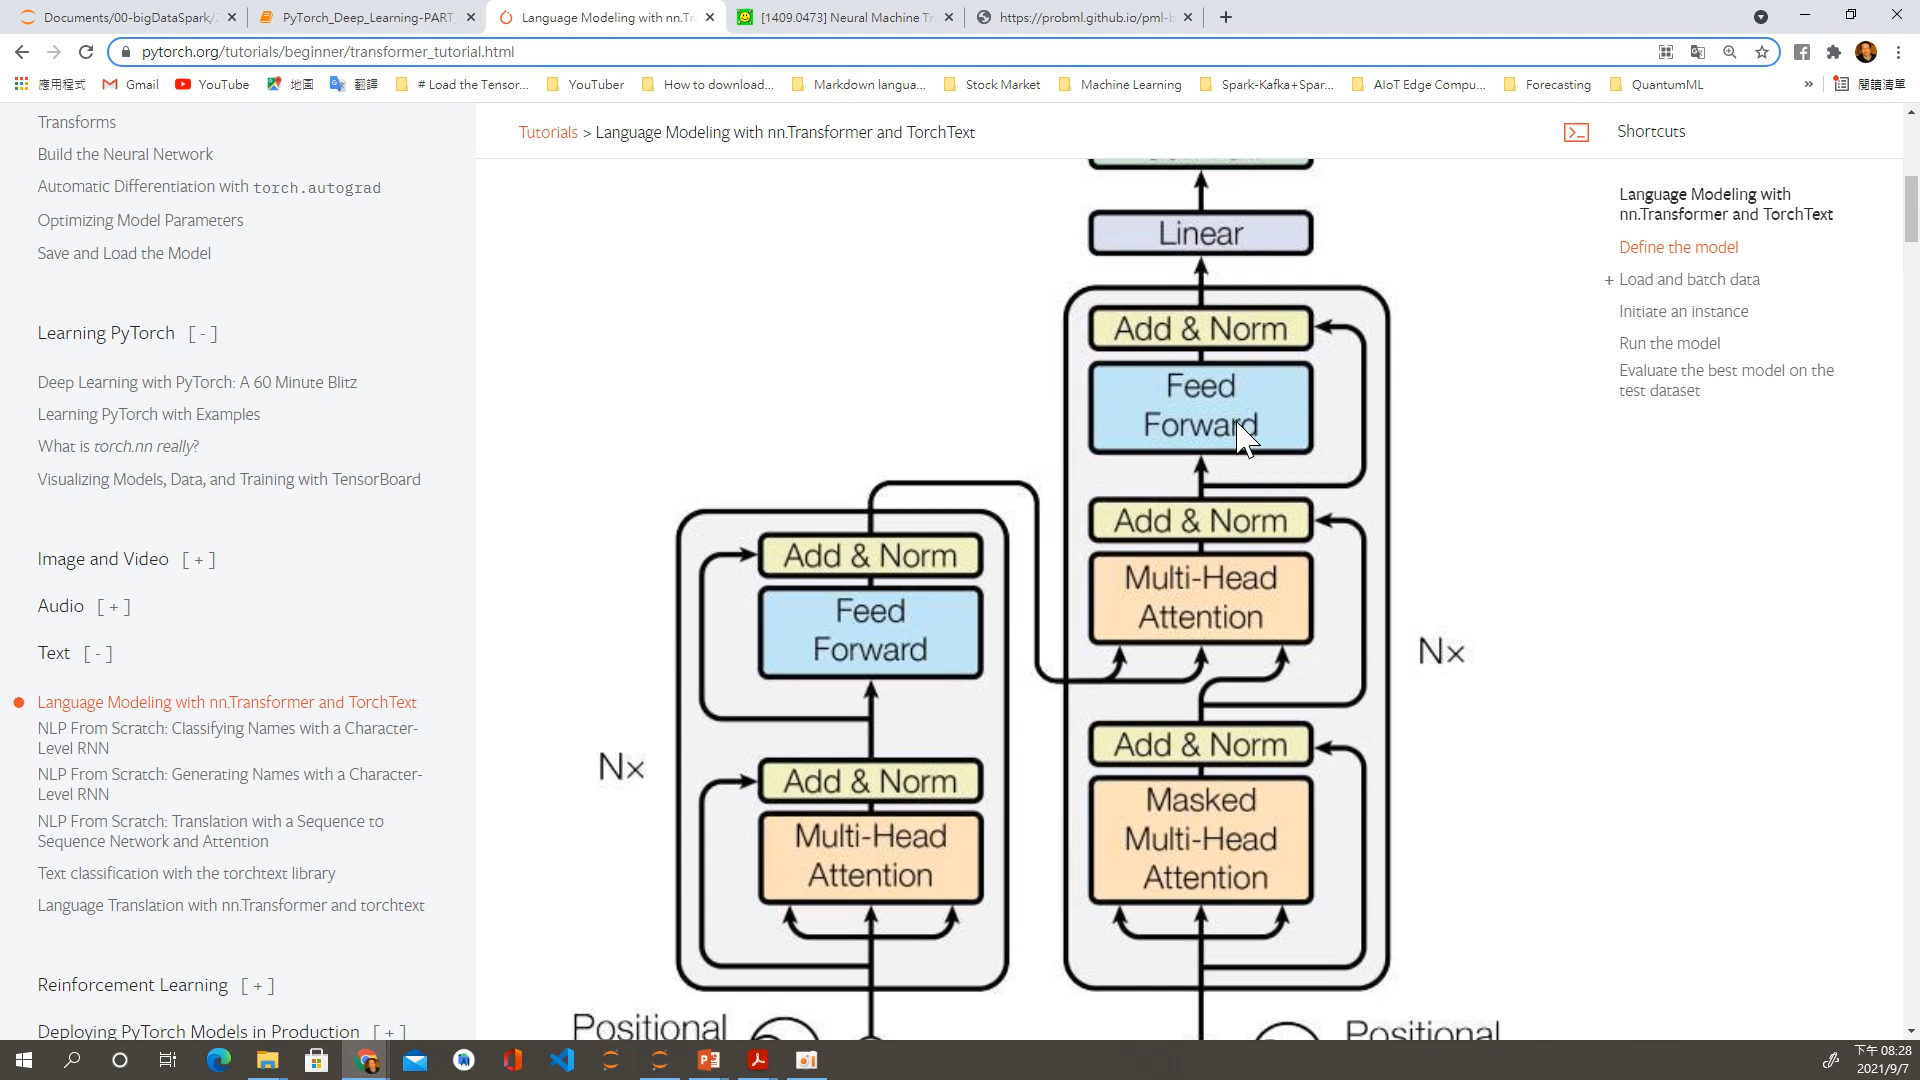 Documents/00-bigDataSpark/
PyTorch_Deep_Learning-PART_
Language Modeling with nn.Tr
[1409.0473] Neural Machine Tr
https://probml.github.io/pml-b
pytorch.org/tutorials/beginner/transformer_tutorial.html
應用程式
Gmail
YouTube
地圖
翻譯
# Load the Tensor...
YouTuber
How to download...
Markdown langua...
Stock Market
Machine Learning
Spark-Kafka+Spar...
AIoT Edge Compu...
Forecasting
QuantumML
»
閱讀清單
Transforms
Build the Neural Network
Automatic Differentiation with torch.autograd
Optimizing Model Parameters
Save and Load the Model
Learning PyTorch [ - ]
Deep Learning with PyTorch: A 60 Minute Blitz
Learning PyTorch with Examples
What is torch.nn really?
Visualizing Models, Data, and Training with TensorBoard
Image and Video [ + ]
Audio [ + ]
Text [ - ]
Language Modeling with nn.Transformer and TorchText
NLP From Scratch: Classifying Names with a Character-
Level RNN
NLP From Scratch: Generating Names with a Character-
Level RNN
NLP From Scratch: Translation with a Sequence to
Sequence Network and Attention
Text classification with the torchtext library
Language Translation with nn.Transformer and torchtext
Reinforcement Learning [ + ]
Deploying PyTorch Models in Production [ + ]
Tutorials > Language Modeling with nn.Transformer and TorchText
Shortcuts
Linear
Add & Norm
Feed
Forward
Add & Norm
Multi-Head
Attention
Nx
Add & Norm
Masked
Multi-Head
Attention
Add & Norm
Feed
Forward
Nx
Add & Norm
Multi-Head
Attention
Positional
Positional
Language Modeling with
nn.Transformer and TorchText
Define the model
+ Load and batch data
Initiate an instance
Run the model
Evaluate the best model on the
test dataset
下午 08:28
2021/9/7